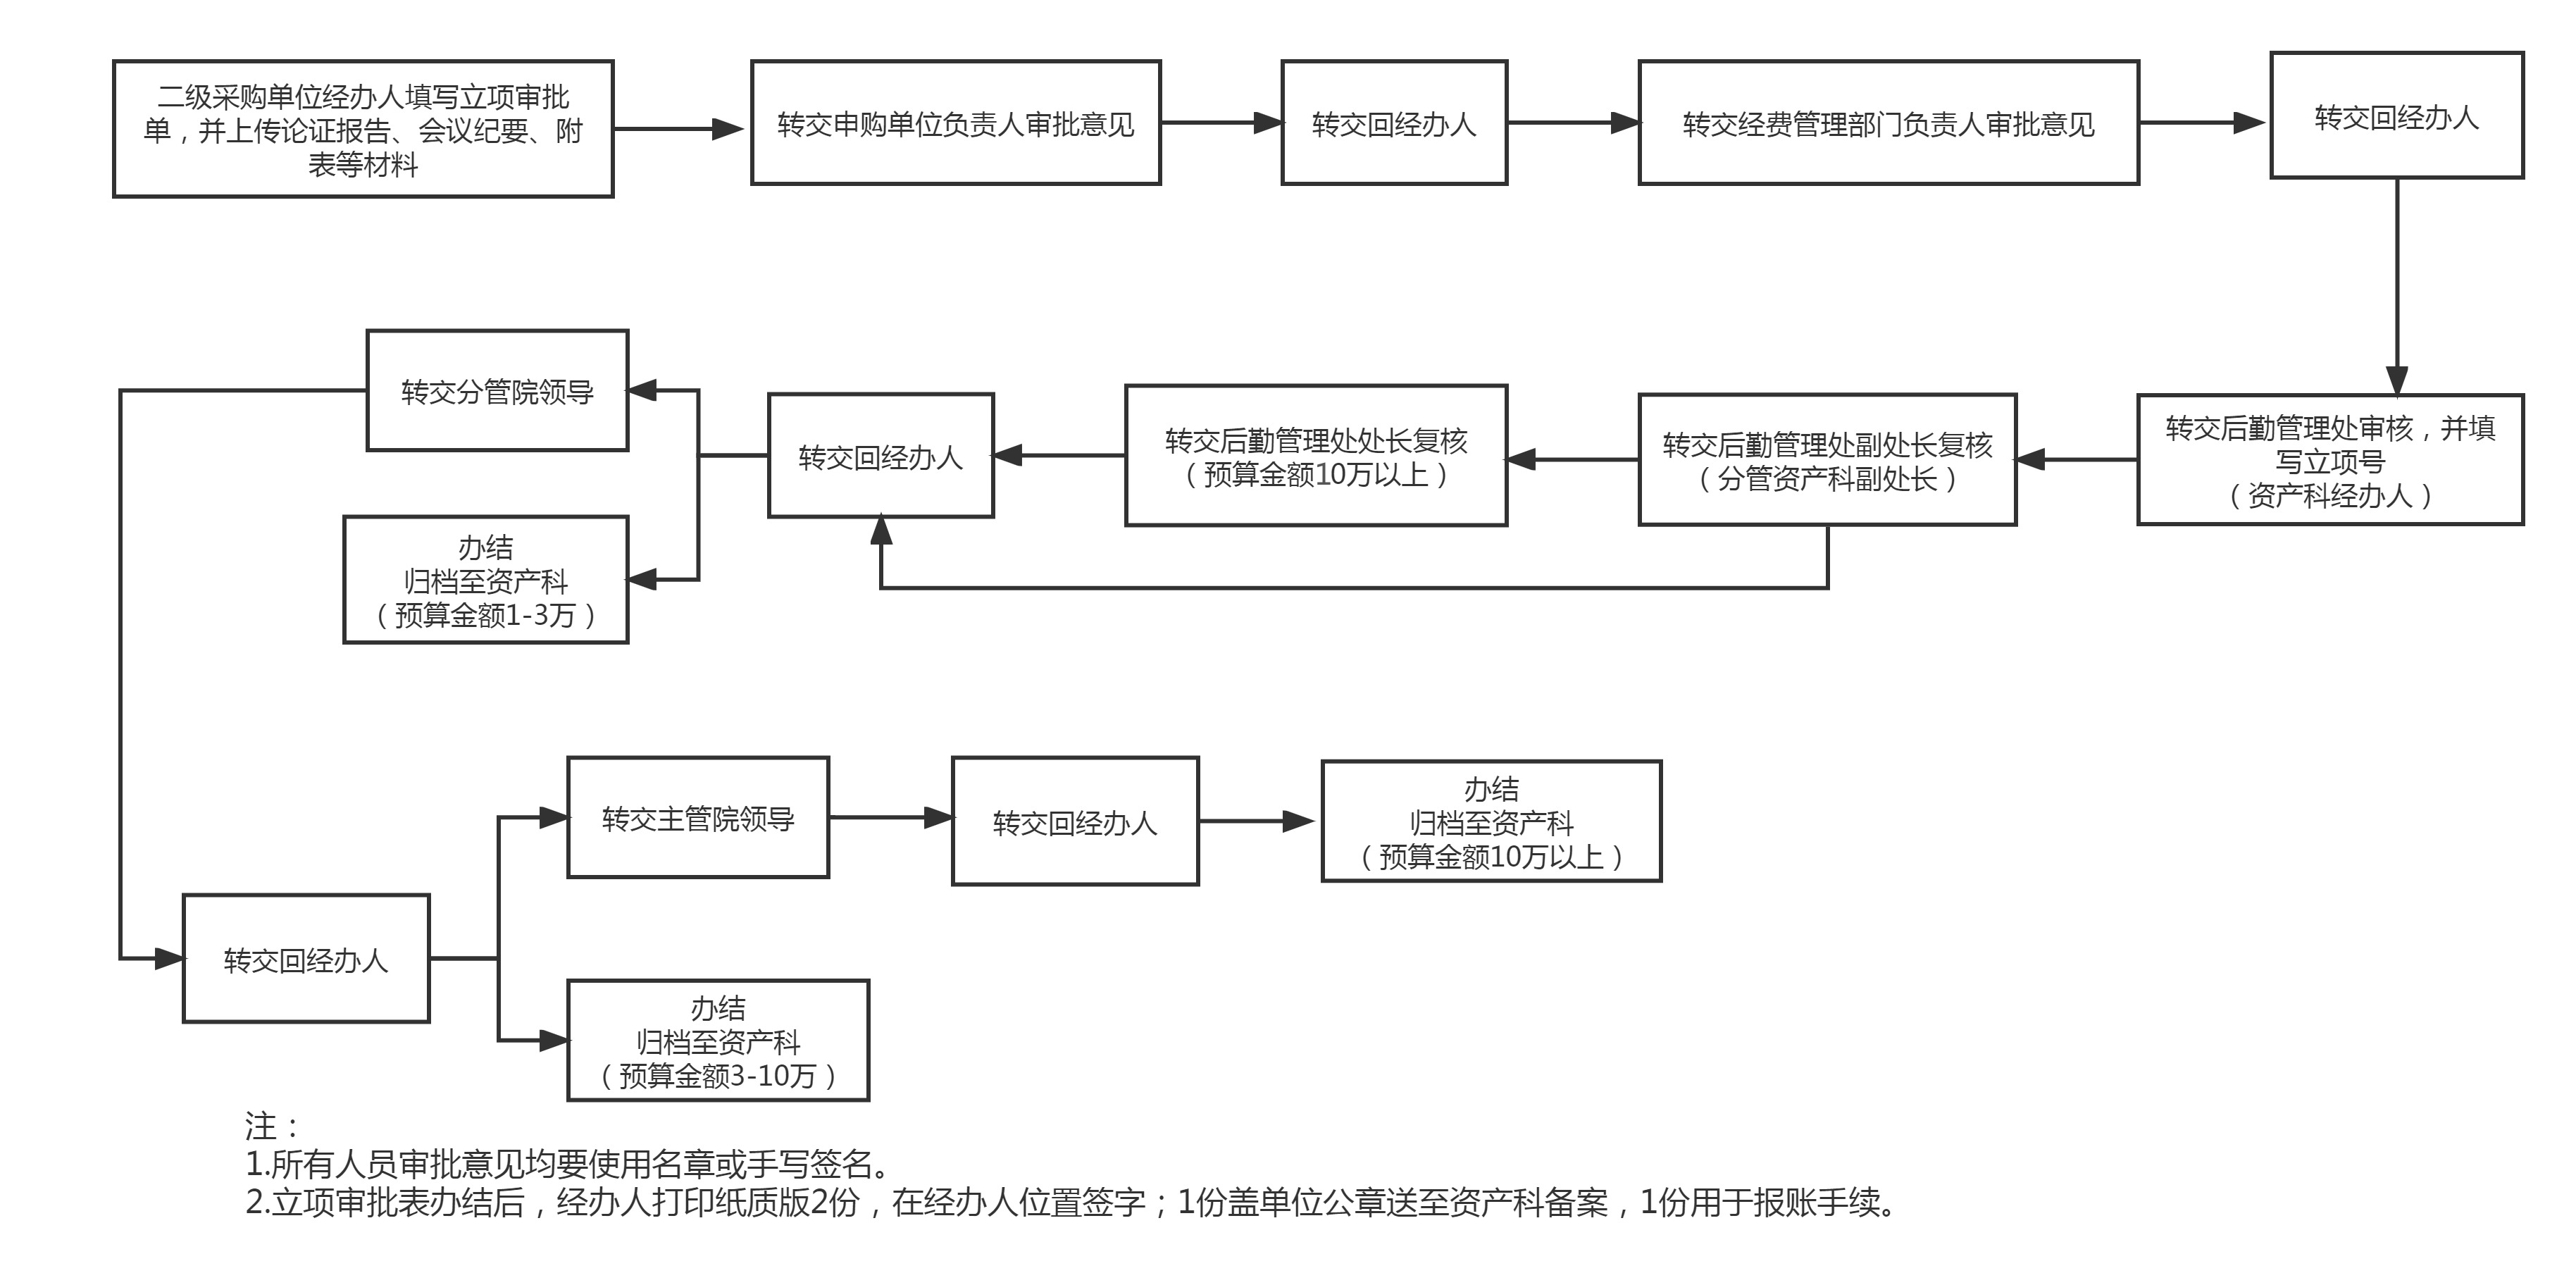 二级采购单位经办人填写立项审批
单，并上传论证报告、会议纪要、附
表等材料
转交申购单位负责人审批意见
转交回经办人
转交经费管理部门负责人审批意见
转交回经办人
转交后勤管理处审核，并填
写立项号
（资产科经办人）
转交后勤管理处副处长复核
（分管资产科副处长）
转交后勤管理处处长复核
（预算金额10万以上）
转交回经办人
转交分管院领导
办结
归档至资产科
（预算金额1-3万）
转交回经办人
转交主管院领导
转交回经办人
办结
归档至资产科
（预算金额10万以上）
办结
归档至资产科
（预算金额3-10万）
注：
1.所有人员审批意见均要使用名章或手写签名。
2.立项审批表办结后，经办人打印纸质版2份，在经办人位置签字；1份盖单位公章送至资产科备案，1份用于报账手续。